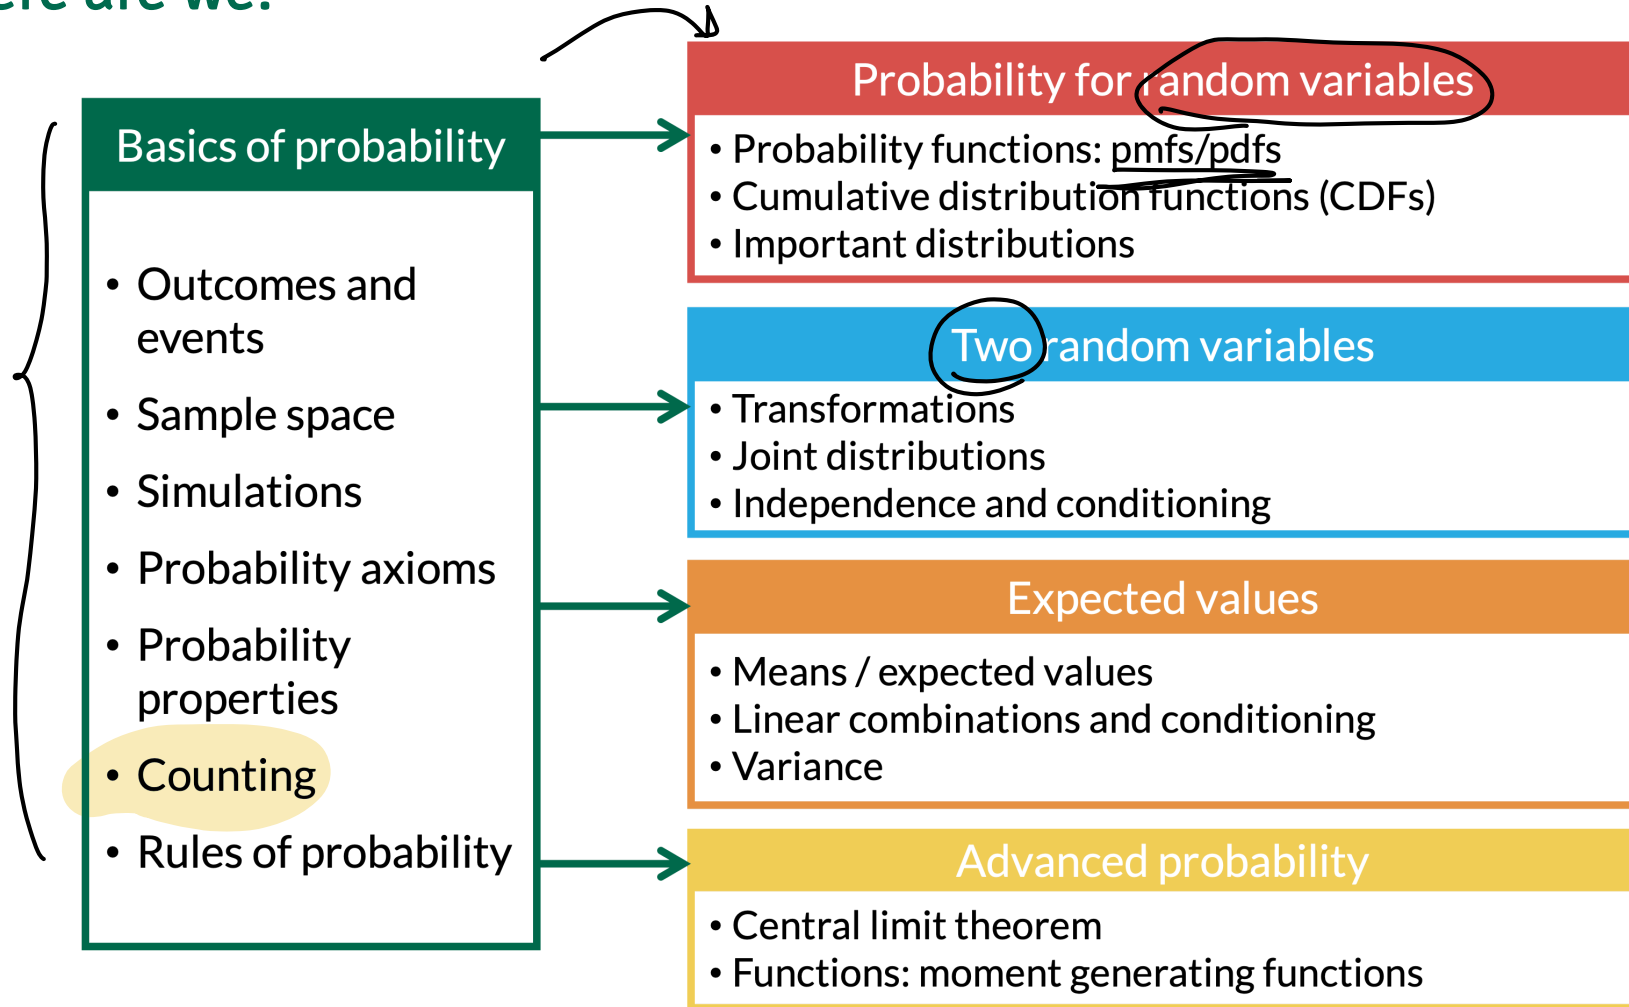 ere are we?
Basics of probability
• Outcomes and
events
• Sample space
• Simulations
• Probability axioms
• Probability
properties
• Counting
• Rules of probability
Probability for random variables
• Probability functions: pmfs/pdfs
• Cumulative distribution functions (CDFs)
• Important distributions
Two random variables
• Transformations
• Joint distributions
• Independence and conditioning
Expected values
• Means / expected values
• Linear combinations and conditioning
• Variance
Advanced probability
• Central limit theorem
• Functions: moment generating functions